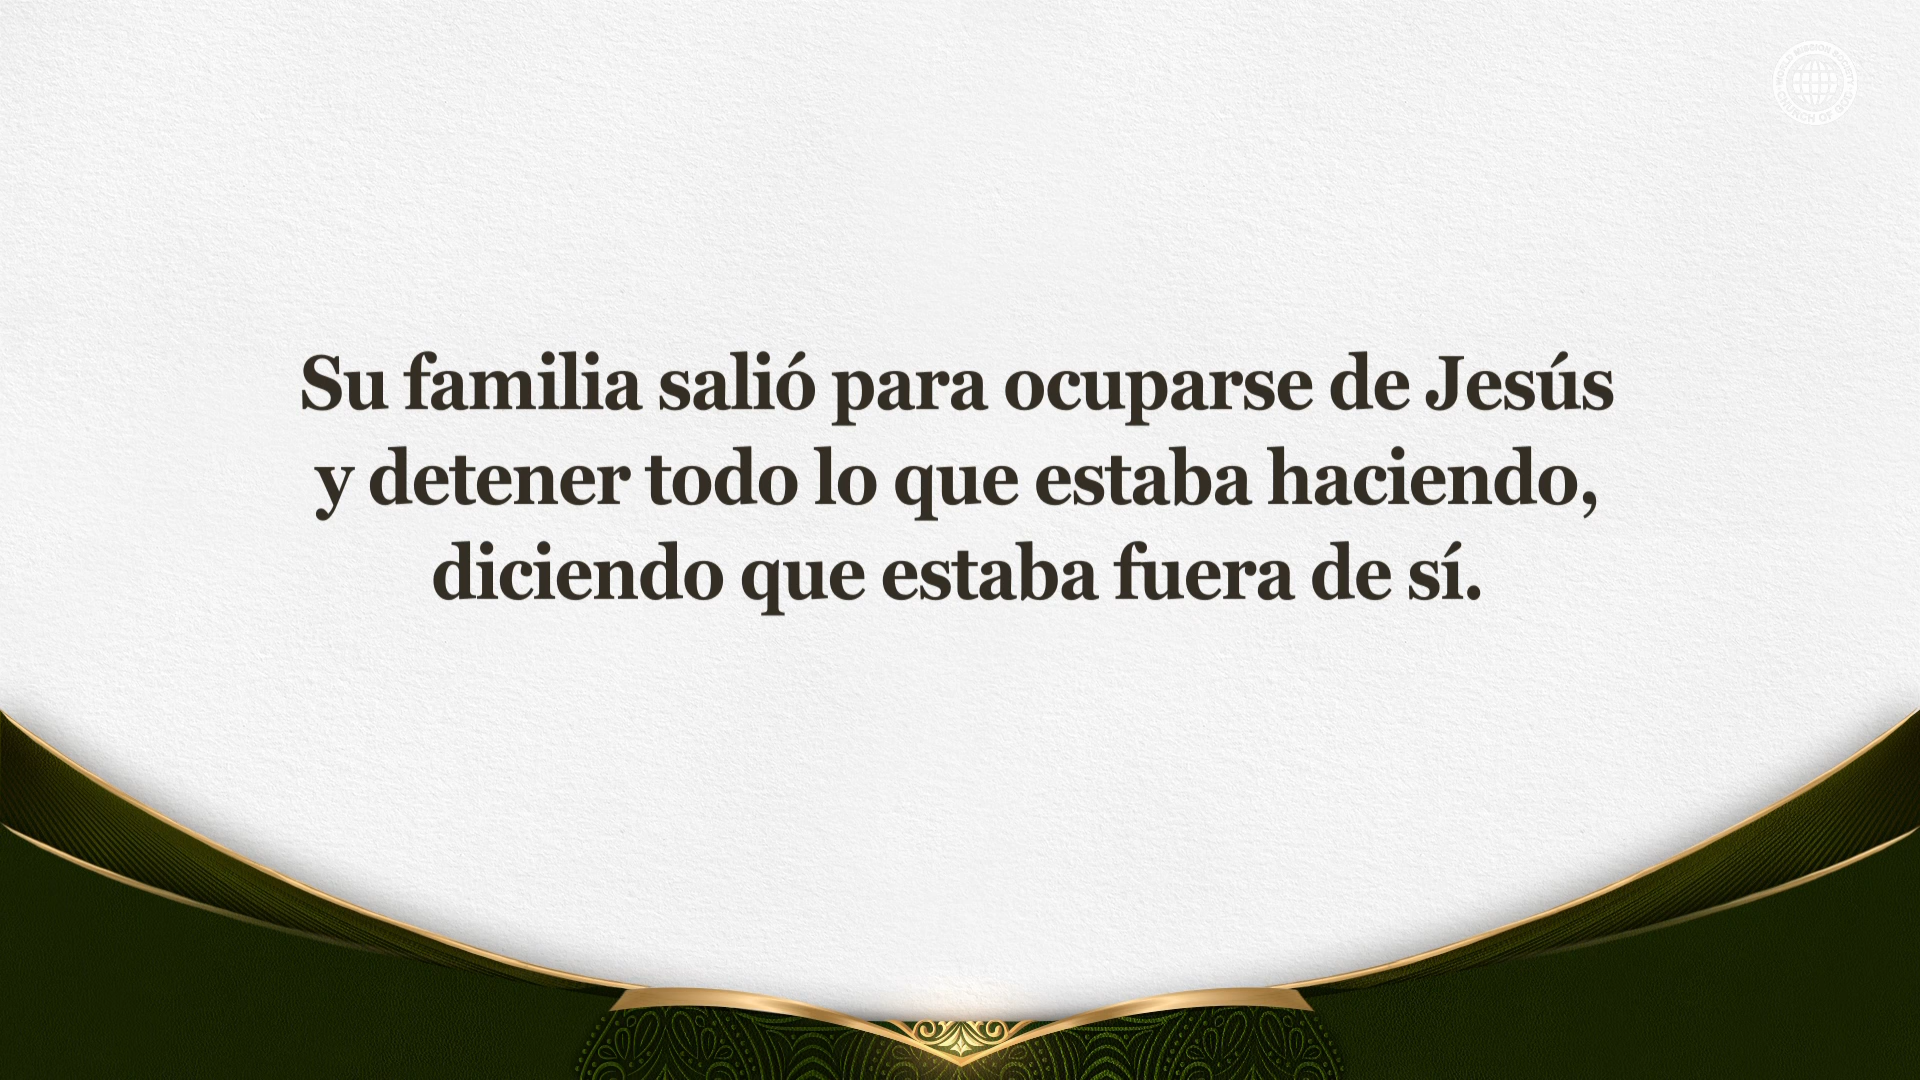 Su familia salió para ocuparse de Jesús
y detener todo lo que estaba haciendo,
diciendo que estaba fuera de sí.